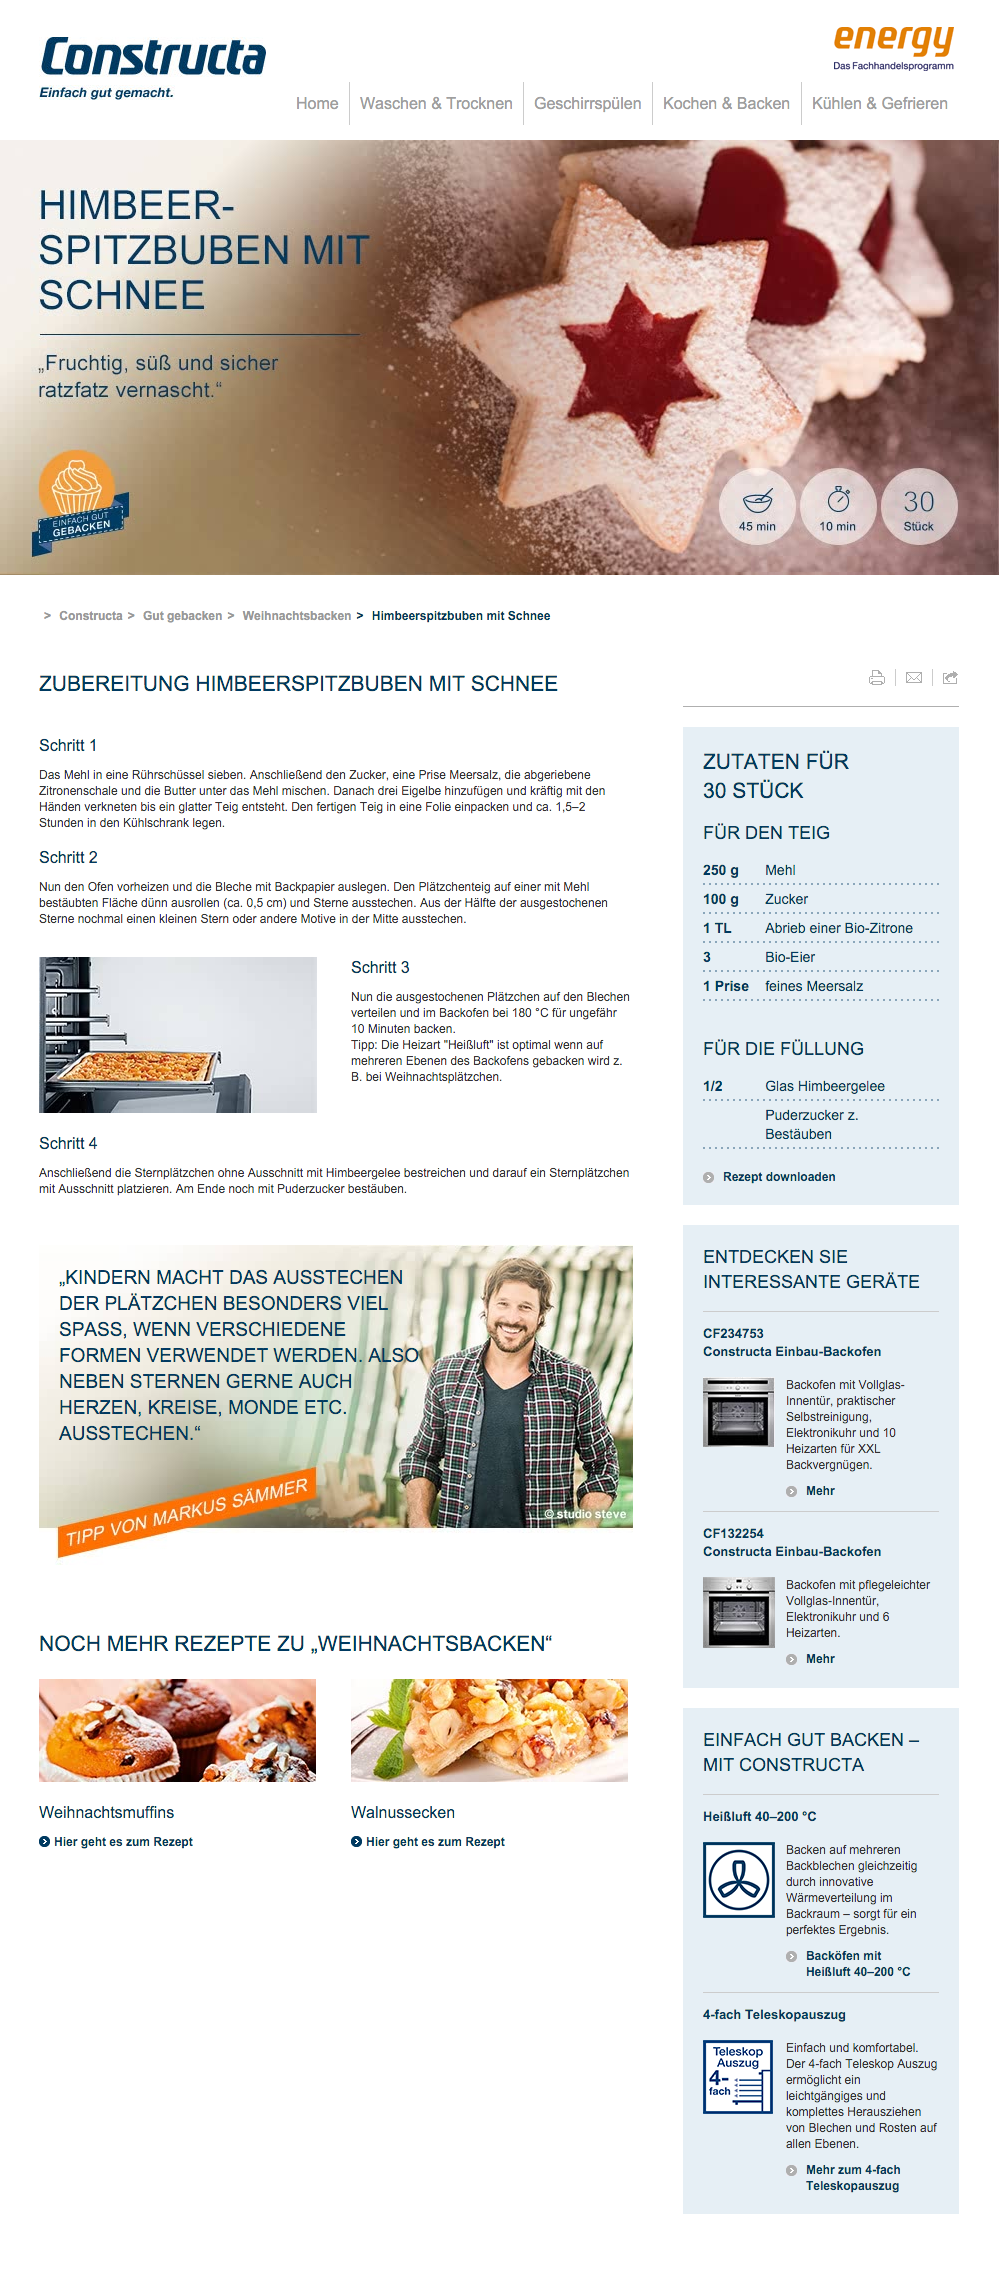 Constructa
Einfach gut gemacht.
energy
Das Fachhandelsprogramm
Home
Waschen & Trocknen
Geschirrspülen
Kochen & Backen
Kühlen & Gefrieren
HIMBEER-
SPITZBUBEN MIT
SCHNEE
„Fruchtig, süß und sicher
ratzfatz vernascht.“
EINFACH GUT
GEBACKEN
45 min
10 min
30
Stück
> Constructa > Gut gebacken > Weihnachtsbacken > Himbeerspitzbuben mit Schnee
ZUBEREITUNG HIMBEERSPITZBUBEN MIT SCHNEE
Schritt 1
Das Mehl in eine Rührschüssel sieben. Anschließend den Zucker, eine Prise Meersalz, die abgeriebene
Zitronenschale und die Butter unter das Mehl mischen. Danach drei Eigelbe hinzufügen und kräftig mit den
Händen verkneten bis ein glatter Teig entsteht. Den fertigen Teig in eine Folie einpacken und ca. 1,5–2
Stunden in den Kühlschrank legen.
Schritt 2
Nun den Ofen vorheizen und die Bleche mit Backpapier auslegen. Den Plätzchenteig auf einer mit Mehl
bestäubten Fläche dünn ausrollen (ca. 0,5 cm) und Sterne ausstechen. Aus der Hälfte der ausgestochenen
Sterne nochmal einen kleinen Stern oder andere Motive in der Mitte ausstechen.
Schritt 3
Nun die ausgestochenen Plätzchen auf den Blechen
verteilen und im Backofen bei 180 °C für ungefähr
10 Minuten backen.
Tipp: Die Heizart "Heißluft" ist optimal wenn auf
mehreren Ebenen des Backofens gebacken wird z.
B. bei Weihnachtsplätzchen.
Schritt 4
Anschließend die Sternplätzchen ohne Ausschnitt mit Himbeergelee bestreichen und darauf ein Sternplätzchen
mit Ausschnitt platzieren. Am Ende noch mit Puderzucker bestäuben.
„KINDERN MACHT DAS AUSSTECHEN
DER PLÄTZCHEN BESONDERS VIEL
SPASS, WENN VERSCHIEDENE
FORMEN VERWENDET WERDEN. ALSO
NEBEN STERNEN GERNE AUCH
HERZEN, KREISE, MONDE ETC.
AUSSTECHEN.“
TIPP VON MARKUS SÄMMER
© studio steve
NOCH MEHR REZEPTE ZU „WEIHNACHTSBACKEN“
Weihnachtsmuffins
Hier geht es zum Rezept
Walnussecken
Hier geht es zum Rezept
ZUTATEN FÜR
30 STÜCK
FÜR DEN TEIG
250 g Mehl
100 g Zucker
1 TL Abrieb einer Bio-Zitrone
3 Bio-Eier
1 Prise feines Meersalz
FÜR DIE FÜLLUNG
1/2 Glas Himbeergelee
Puderzucker z.
Bestäuben
Rezept downloaden
ENTDECKEN SIE
INTERESSANTE GERÄTE
CF234753
Constructa Einbau-Backofen
Backofen mit Vollglas-
Innentür, praktischer
Selbstreinigung,
Elektronikuhr und 10
Heizarten für XXL
Backvergnügen.
Mehr
CF132254
Constructa Einbau-Backofen
Backofen mit pflegeleichter
Vollglas-Innentür,
Elektronikuhr und 6
Heizarten.
Mehr
EINFACH GUT BACKEN –
MIT CONSTRUCTA
Heißluft 40–200 °C
Backen auf mehreren
Backblechen gleichzeitig
durch innovative
Wärmeverteilung im
Backraum – sorgt für ein
perfektes Ergebnis.
Backöfen mit
Heißluft 40–200 °C
4-fach Teleskopauszug
Teleskop
Auszug
4-
fach
Einfach und komfortabel.
Der 4-fach Teleskop Auszug
ermöglicht ein
leichtgängiges und
komplettes Herausziehen
von Blechen und Rosten auf
allen Ebenen.
Mehr zum 4-fach
Teleskopauszug